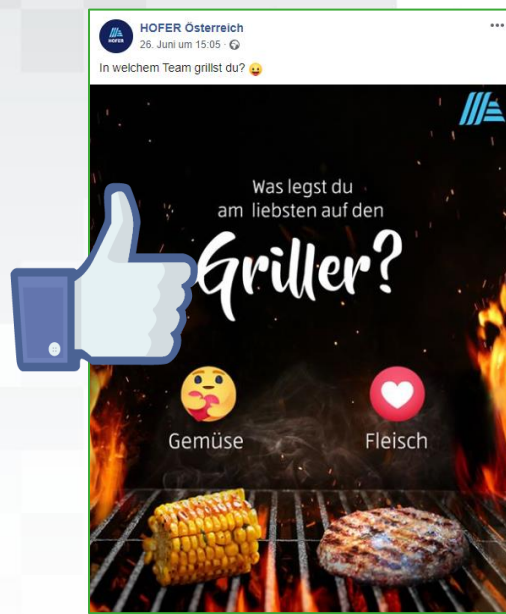 HOFER
HOFER Österreich
26. Juni um 15:05 ·
In welchem Team grillst du? 😛
Was legst du
am liebsten auf den
Griller?
Gemüse
Fleisch